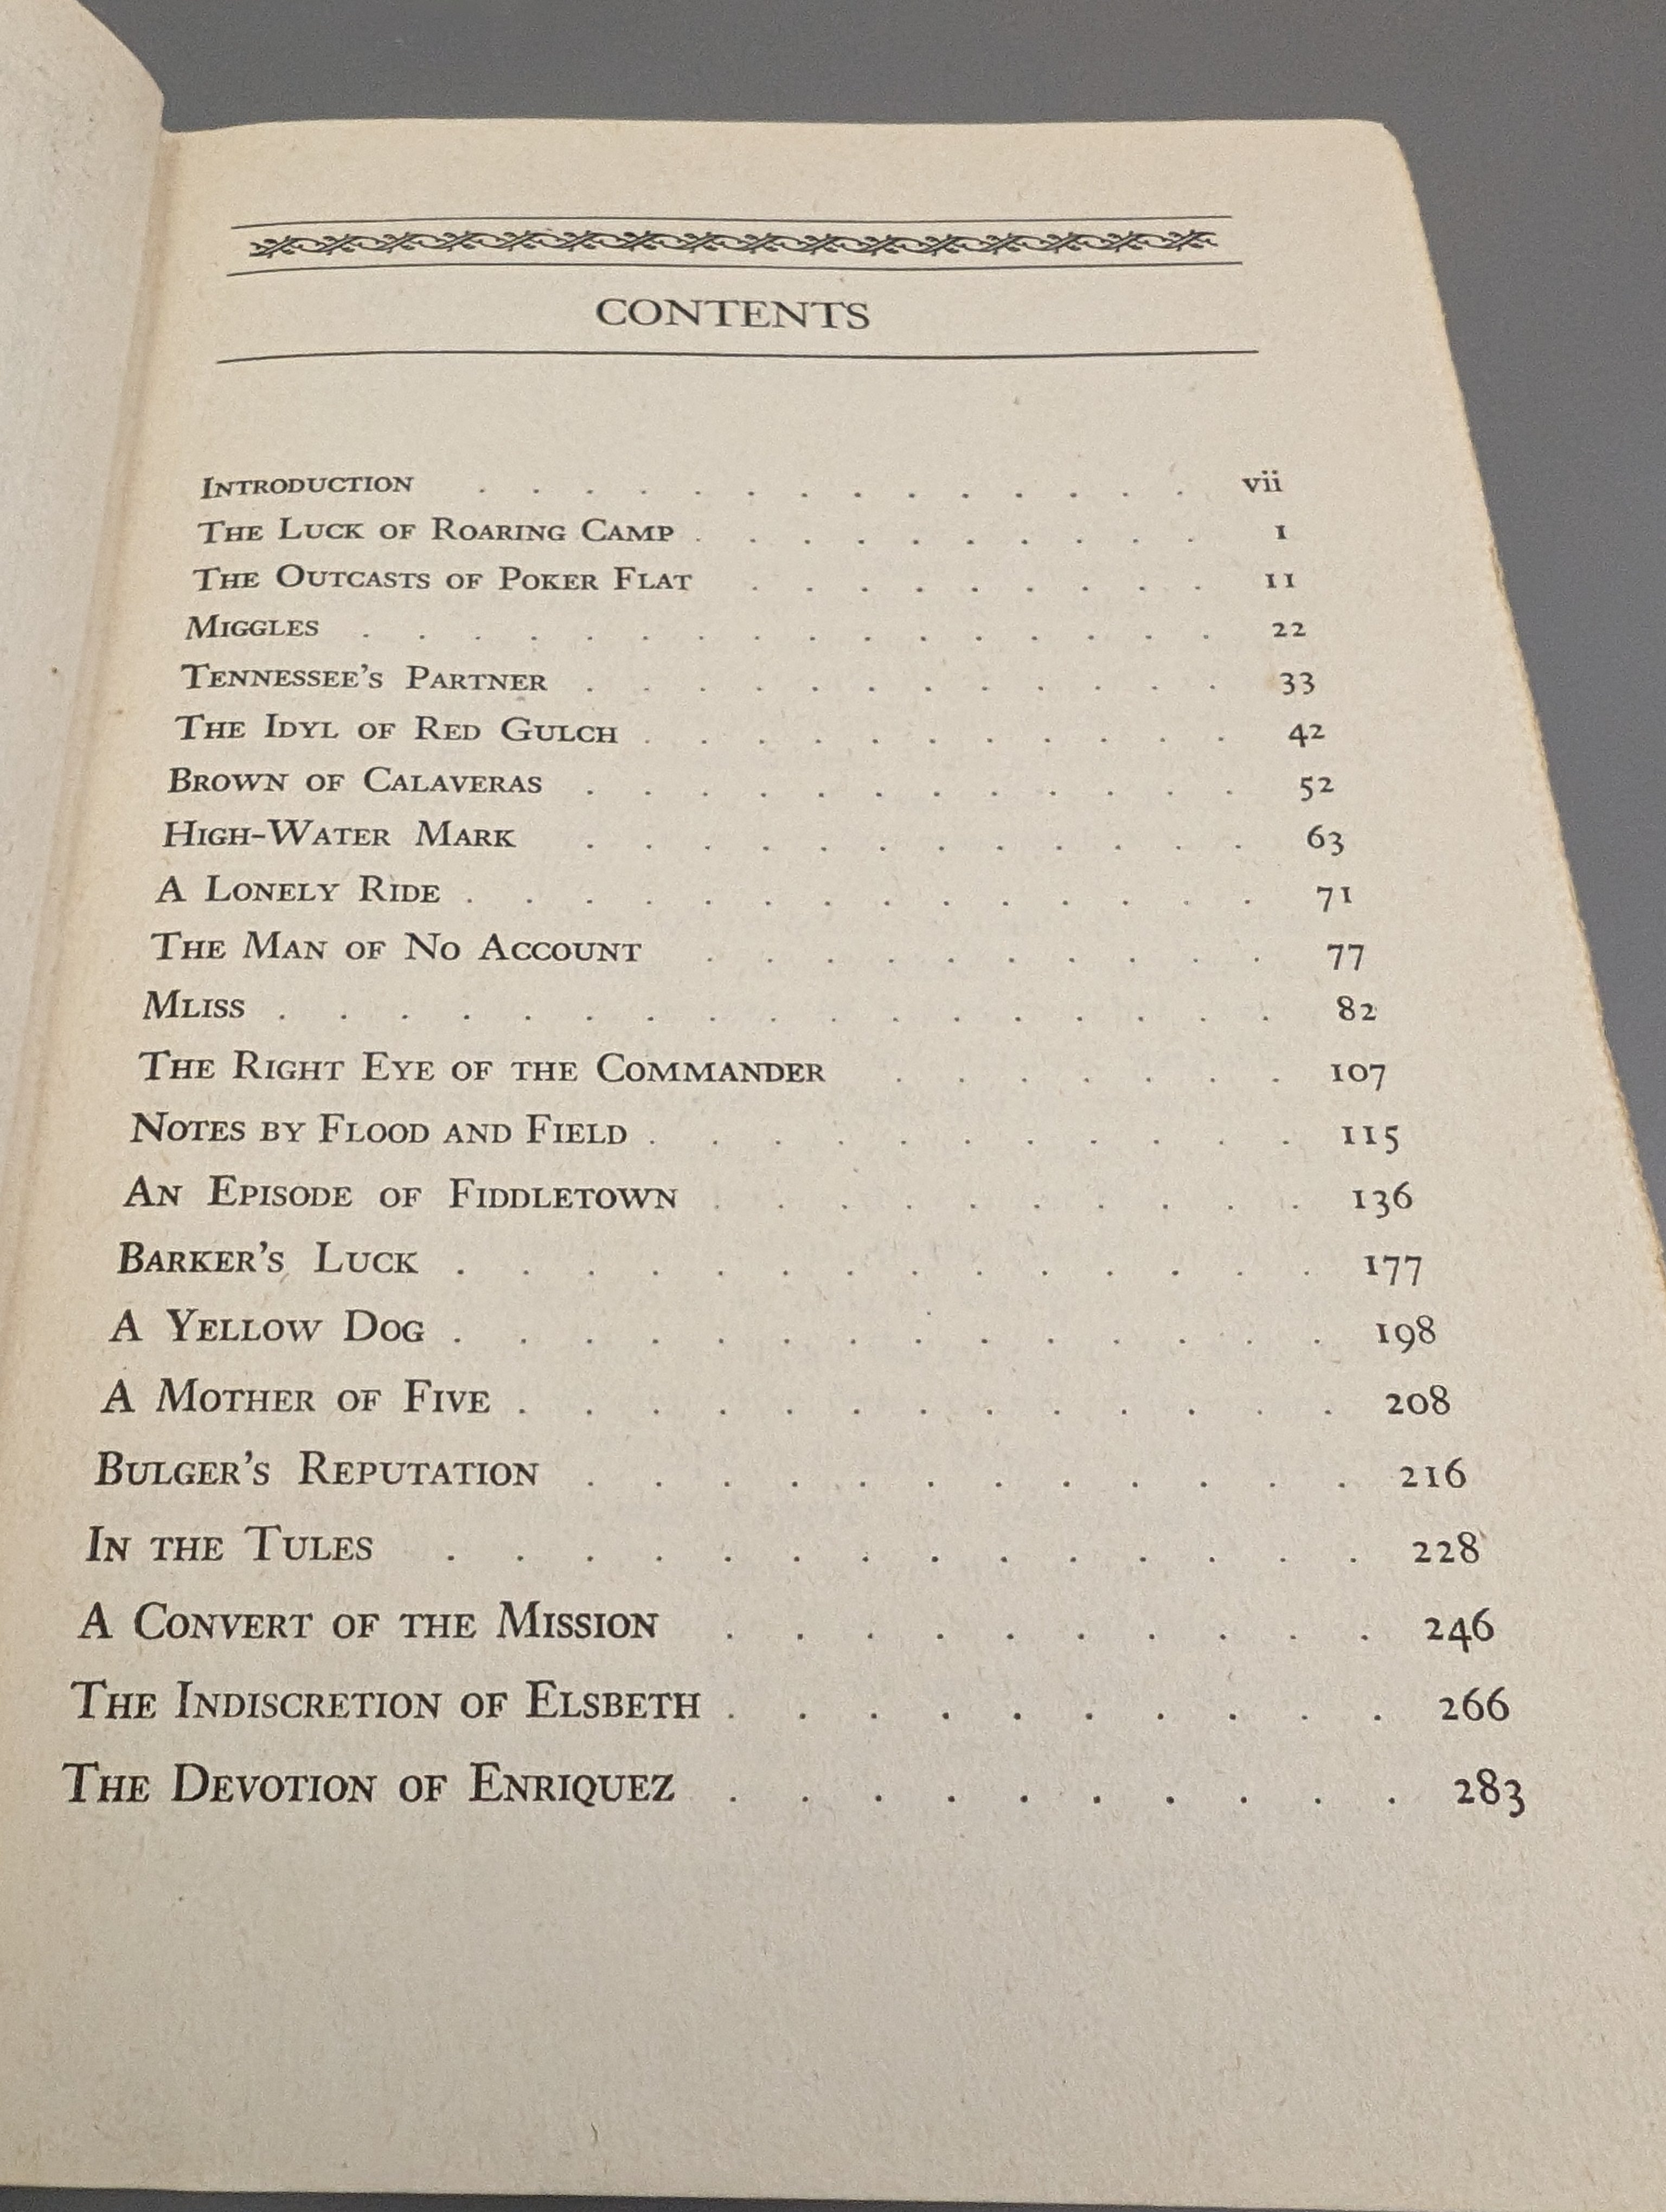 CONTENTS
INTRODUCTION . . . . . . . . . . . . . . vii
THE LUCK OF ROARING CAMP . . . . . . . . . . 1
THE OUTCASTS OF POKER FLAT . . . . . . . . . 11
MIGGLES . . . . . . . . . . . . . . . . 22
TENNESSEE'S PARTNER . . . . . . . . . . . . 33
THE IDYL OF RED GULCH . . . . . . . . . . . 42
BROWN OF CALAVERAS . . . . . . . . . . . . 52
HIGH-WATER MARK . . . . . . . . . . . . 63
A LONELY RIDE . . . . . . . . . . . . . . 71
THE MAN OF NO ACCOUNT . . . . . . . . . . 77
MLISS . . . . . . . . . . . . . . . . . 82
THE RIGHT EYE OF THE COMMANDER . . . . . . . 107
NOTES BY FLOOD AND FIELD . . . . . . . . . . . 115
AN EPISODE OF FIDDLETOWN . . . . . . . . . . 136
BARKER'S LUCK . . . . . . . . . . . . . . 177
A YELLOW DOG . . . . . . . . . . . . . . 198
A MOTHER OF FIVE . . . . . . . . . . . . . 208
BULGER'S REPUTATION . . . . . . . . . . . . 216
IN THE TULES . . . . . . . . . . . . . . 228
A CONVERT OF THE MISSION . . . . . . . . . . 246
THE INDISCRETION OF ELSBETH . . . . . . . . . . 266
THE DEVOTION OF ENRIQUEZ . . . . . . . . . . 283